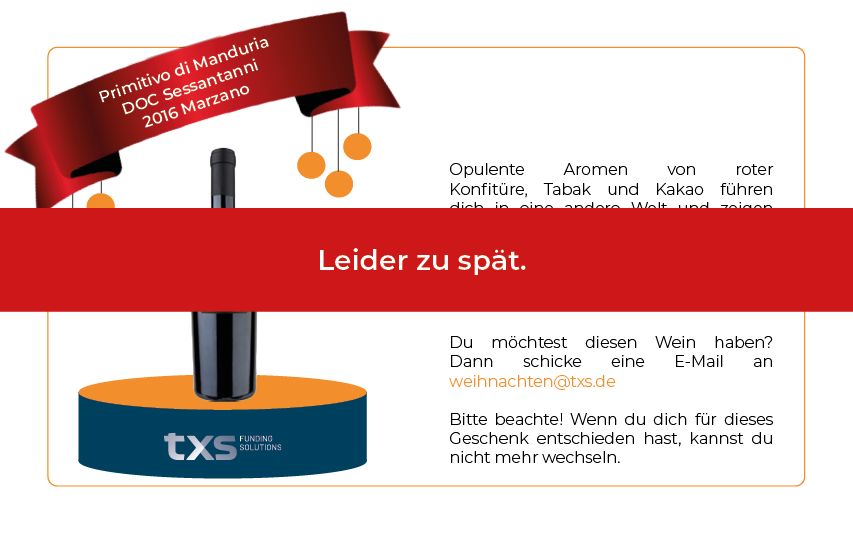 Primitivo di Manduria
DOC Sessantanni
2016 Marzano
Opulente Aromen von roter
Konfitüre, Tabak und Kakao führen
dich in eine andere Welt und zeigen
Leider zu spät.
Du möchtest diesen Wein haben?
Dann schicke eine E-Mail an
weihnachten@txs.de
Bitte beachte! Wenn du dich für dieses
Geschenk entschieden hast, kannst du
nicht mehr wechseln.
txs FUNDING
SOLUTIONS